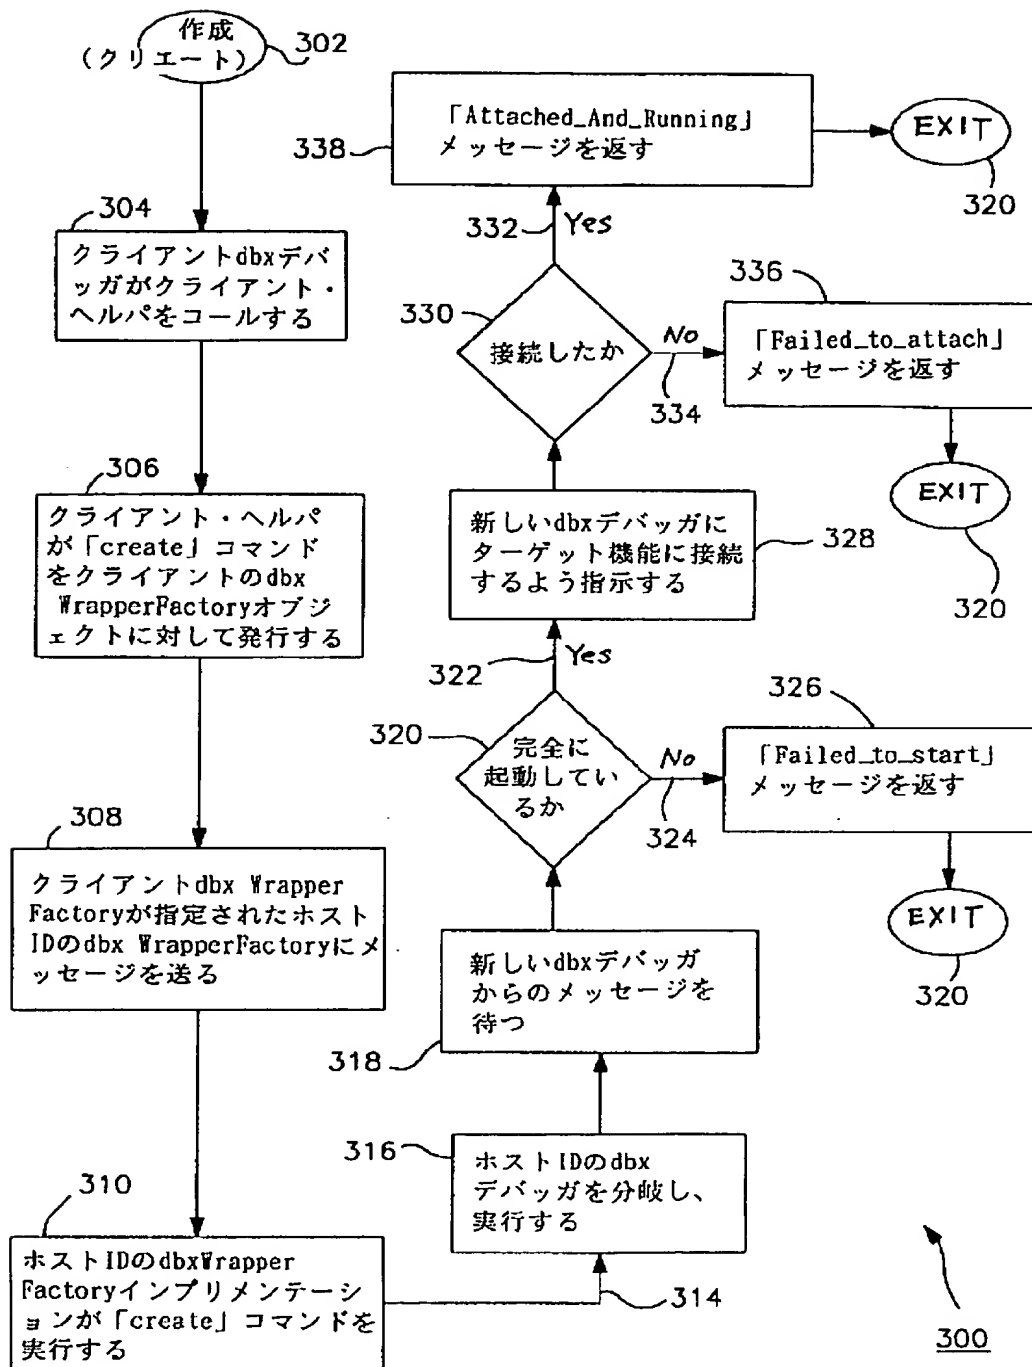 作成
(クリエート)
302
304
クライアントdbxデバ
ッガがクライアント・
ヘルパをコールする
306
クライアント・ヘルパ
が「create」コマンド
をクライアントのdbx
WrapperFactoryオブジ
ェクトに対して発行する
308
クライアントdbx Wrapper
Factoryが指定されたホスト
IDのdbx WrapperFactoryにメ
ッセージを送る
310
ホストIDのdbxWrapper
Factoryインプリメンテーシ
ョンが「create」コマンドを
実行する
314
316
ホストIDのdbx
デバッガを分岐し、
実行する
318
新しいdbxデバッガ
からのメッセージを
待つ
320
完全に
起動してい
るか
No
324
326
「Failed_to_start」
メッセージを返す
EXIT
320
322
Yes
328
新しいdbxデバッガに
ターゲット機能に接続
するよう指示する
330
接続したか
No
334
336
「Failed_to_attach」
メッセージを返す
EXIT
320
332
Yes
338
「Attached_And_Running」
メッセージを返す
EXIT
320
300